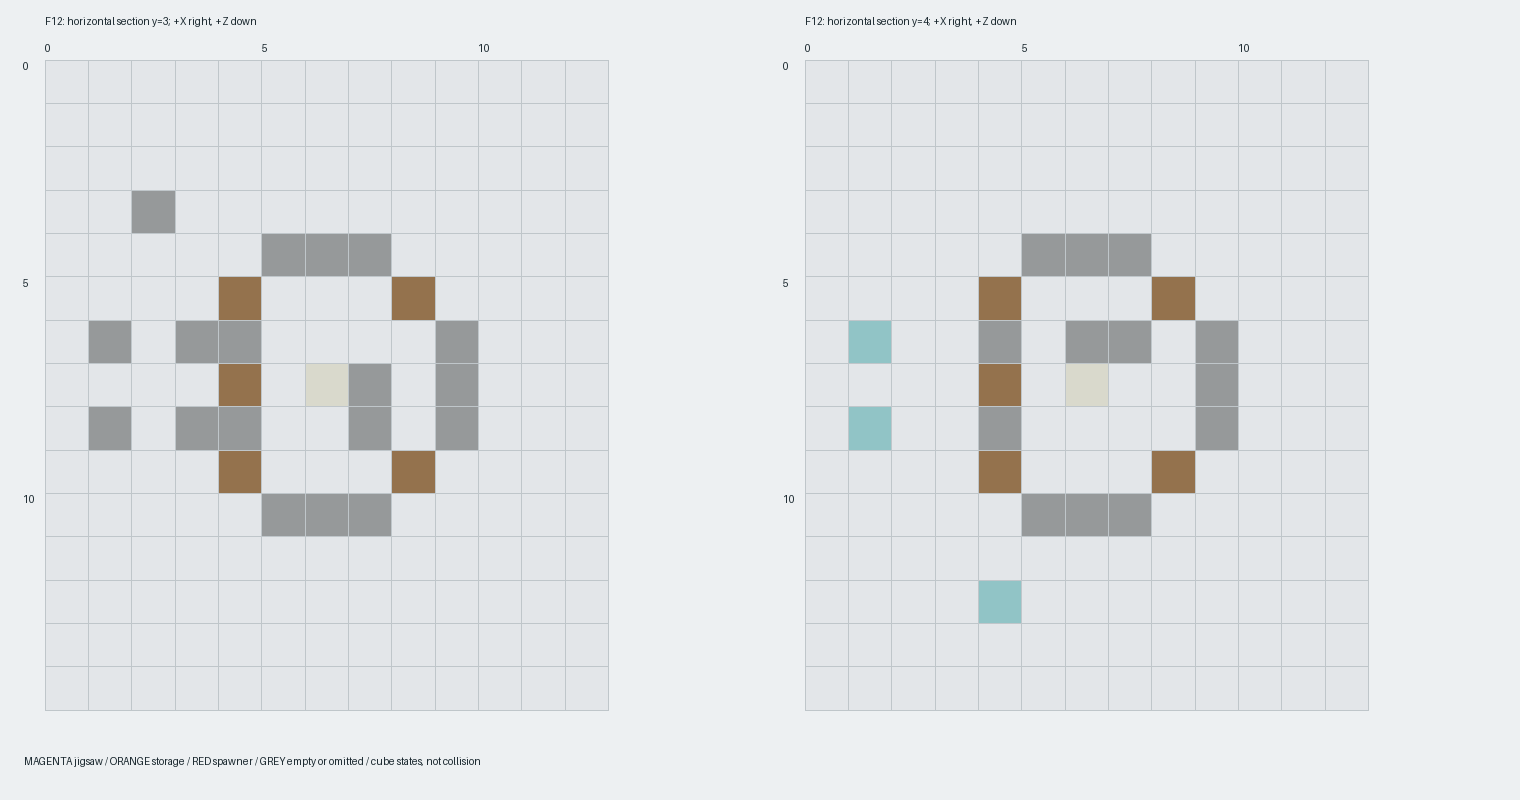 F12: horizontal section y=3; +X right, +Z down
0 5 10
0
5
10
F12: horizontal section y=4; +X right, +Z down
0 5 10
0
5
10
MAGENTA jigsaw / ORANGE storage / RED spawner / GREY empty or omitted / cube states, not collision